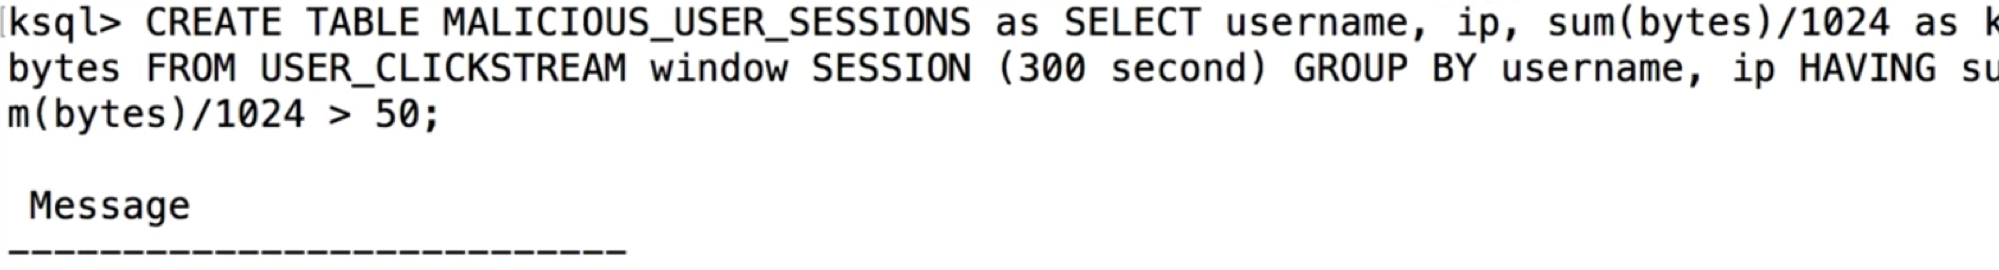 ksql> CREATE TABLE MALICIOUS_USER_SESSIONS as SELECT username, ip, sum(bytes)/1024 as k
bytes FROM USER_CLICKSTREAM window SESSION (300 second) GROUP BY username, ip HAVING su
m(bytes)/1024 > 50;
Message
---------------------------